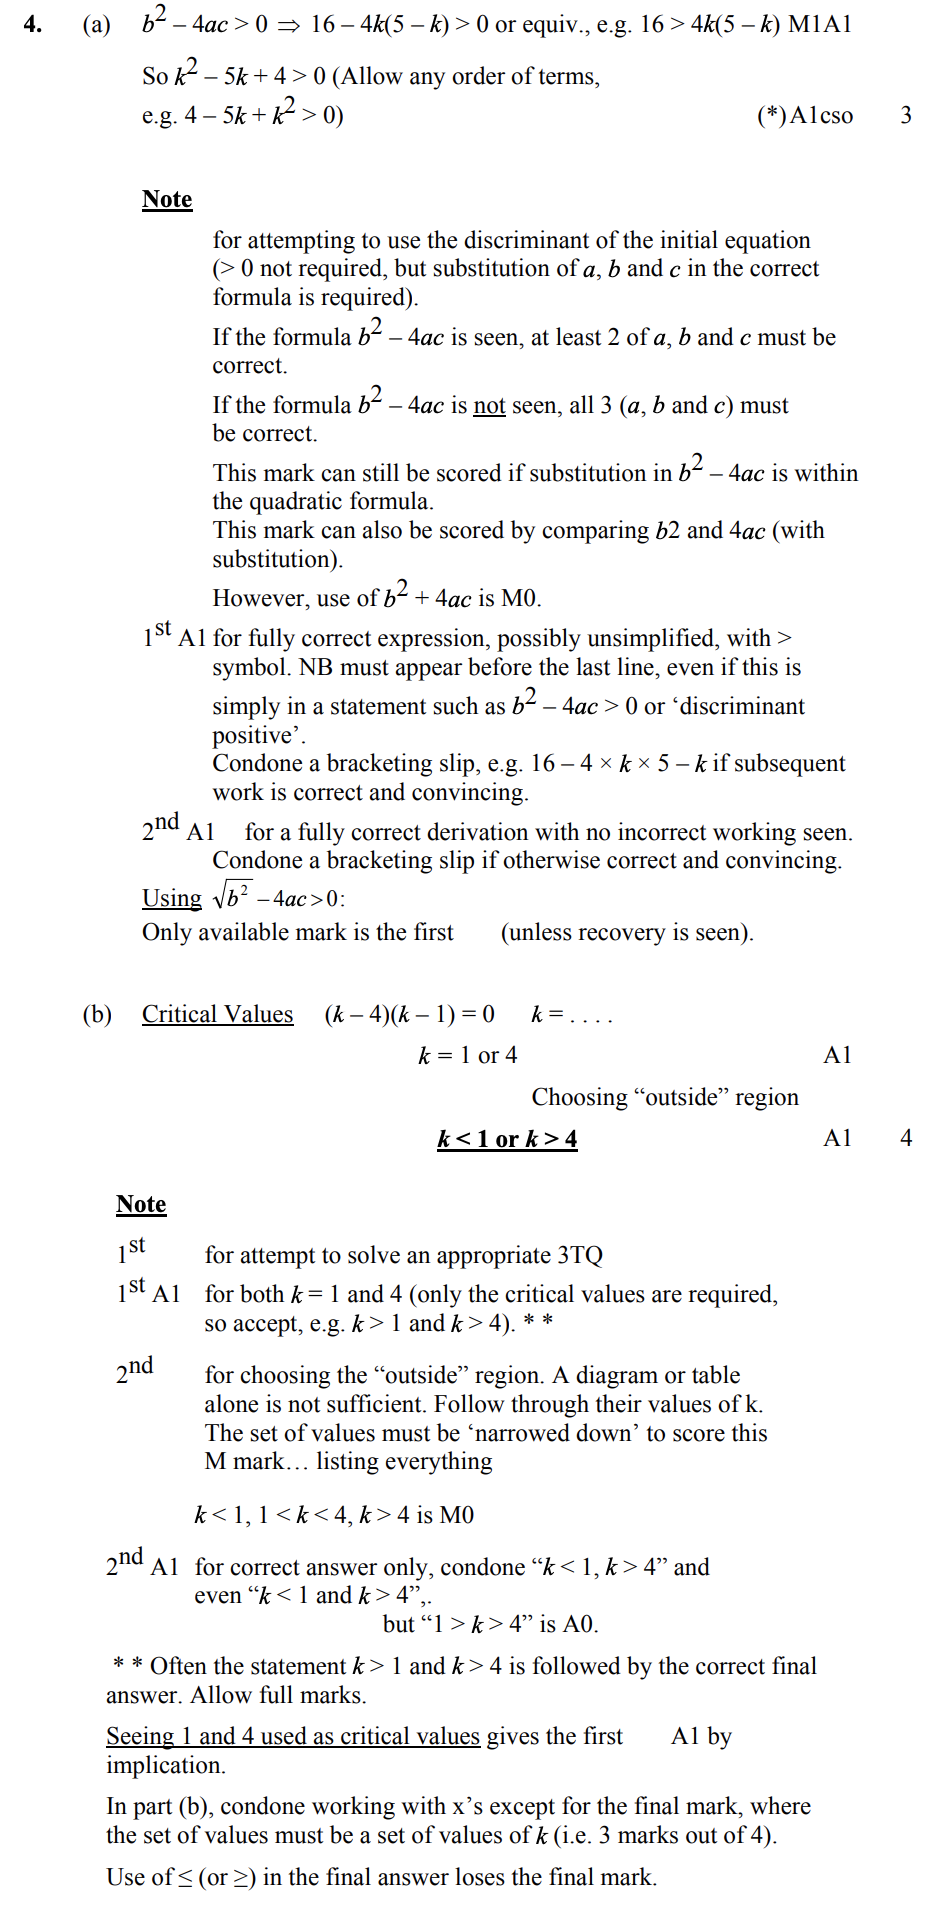 4. (a) b² – 4ac > 0 ⇒ 16 – 4k(5 – k) > 0 or equiv., e.g. 16 > 4k(5 – k) M1A1
So k² – 5k + 4 > 0 (Allow any order of terms,
e.g. 4 – 5k + k² > 0) (*)A1cso 3
Note
for attempting to use the discriminant of the initial equation
(> 0 not required, but substitution of a, b and c in the correct
formula is required).
If the formula b² – 4ac is seen, at least 2 of a, b and c must be
correct.
If the formula b² – 4ac is not seen, all 3 (a, b and c) must
be correct.
This mark can still be scored if substitution in b² – 4ac is within
the quadratic formula.
This mark can also be scored by comparing b2 and 4ac (with
substitution).
However, use of b² + 4ac is M0.
1st A1 for fully correct expression, possibly unsimplified, with >
symbol. NB must appear before the last line, even if this is
simply in a statement such as b² – 4ac > 0 or ‘discriminant
positive’.
Condone a bracketing slip, e.g. 16 – 4 × k × 5 – k if subsequent
work is correct and convincing.
2nd A1 for a fully correct derivation with no incorrect working seen.
Condone a bracketing slip if otherwise correct and convincing.
Using √b² – 4ac > 0:
Only available mark is the first (unless recovery is seen).
(b) Critical Values (k – 4)(k – 1) = 0 k = . . . .
k = 1 or 4 A1
Choosing “outside” region
k < 1 or k > 4 A1 4
Note
1st for attempt to solve an appropriate 3TQ
1st A1 for both k = 1 and 4 (only the critical values are required,
so accept, e.g. k > 1 and k > 4). * *
2nd for choosing the “outside” region. A diagram or table
alone is not sufficient. Follow through their values of k.
The set of values must be ‘narrowed down’ to score this
M mark… listing everything
k < 1, 1 < k < 4, k > 4 is M0
2nd A1 for correct answer only, condone “k < 1, k > 4” and
even “k < 1 and k > 4”,.
but “1 > k > 4” is A0.
* * Often the statement k > 1 and k > 4 is followed by the correct final
answer. Allow full marks.
Seeing 1 and 4 used as critical values gives the first A1 by
implication.
In part (b), condone working with x’s except for the final mark, where
the set of values must be a set of values of k (i.e. 3 marks out of 4).
Use of ≤ (or ≥) in the final answer loses the final mark.